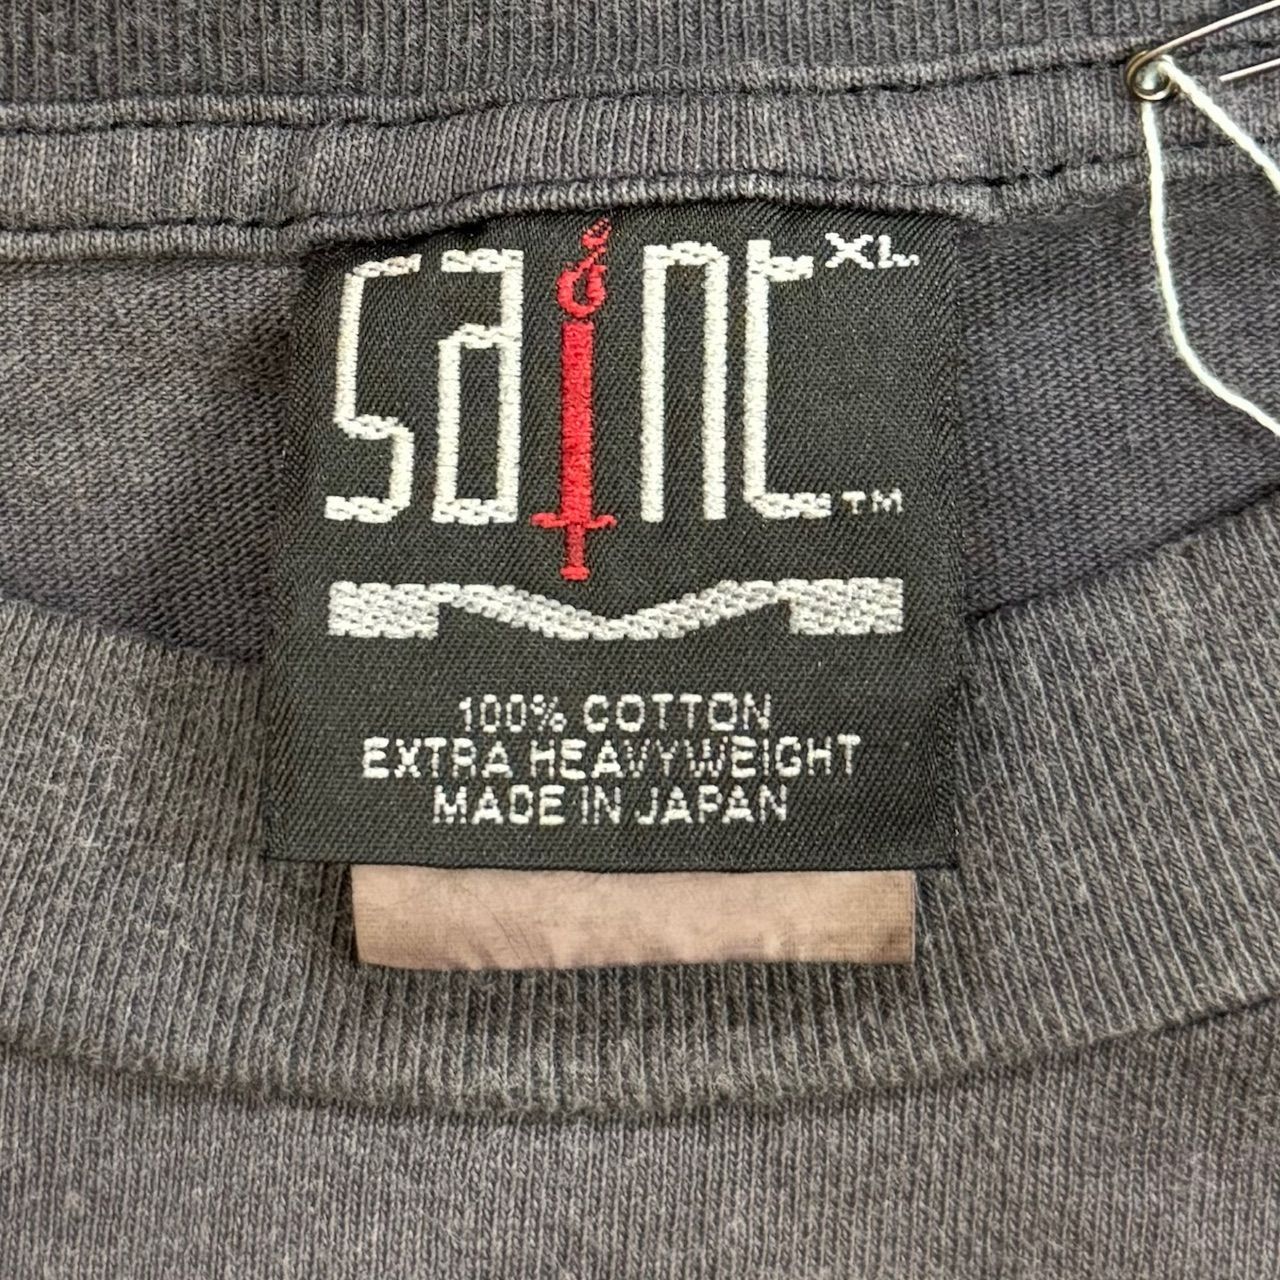 saint XL
TM
100% COTTON
EXTRA HEAVYWEIGHT
MADE IN JAPAN